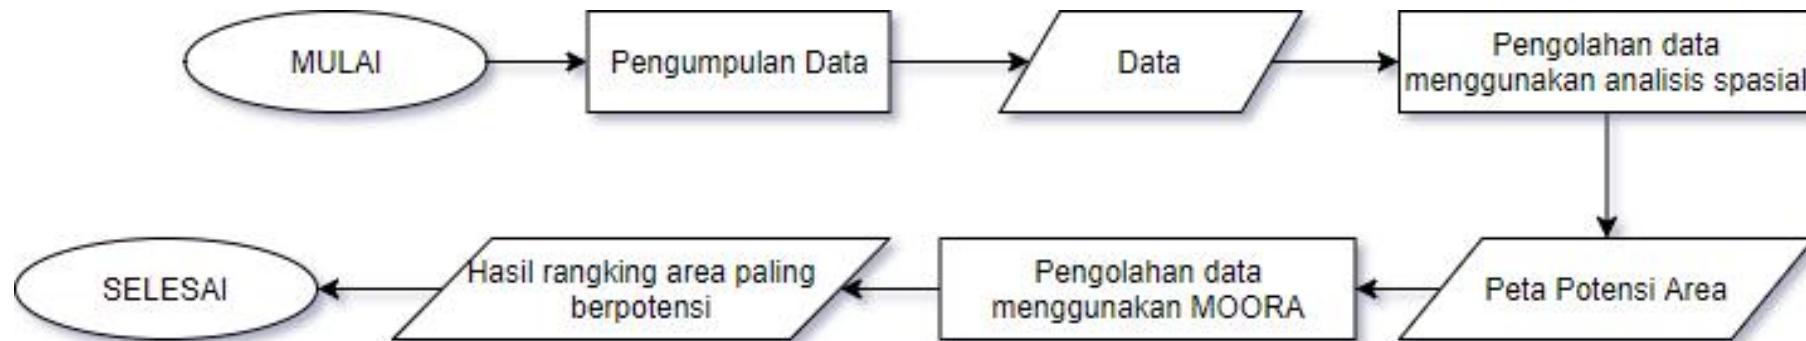 MULAI
Pengumpulan Data
Data
Pengolahan data
menggunakan analisis spasial
Peta Potensi Area
Pengolahan data
menggunakan MOORA
Hasil rangking area paling
berpotensi
SELESAI